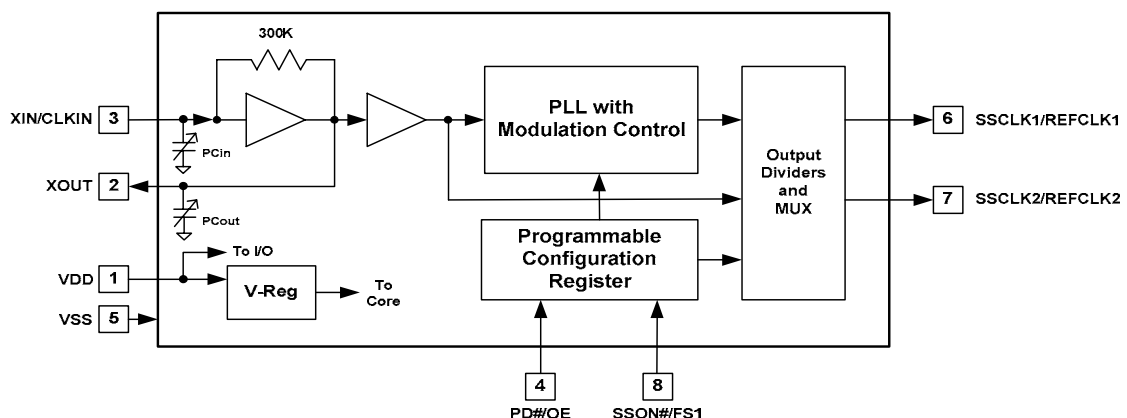 300K
XIN/CLKIN 3
PCin
XOUT 2
PCout
To I/O
VDD 1
V-Reg
To
Core
VSS 5
PLL with
Modulation Control
Programmable
Configuration
Register
Output
Dividers
and
MUX
6 SSCLK1/REFCLK1
7 SSCLK2/REFCLK2
4
PD#/OE
8
SSON#/FS1